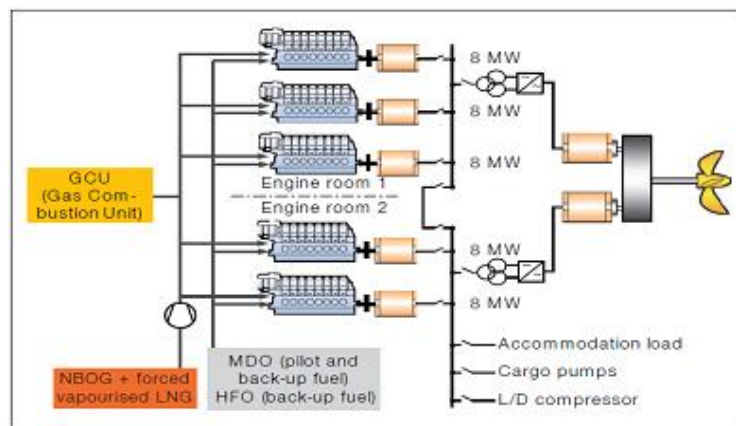 8 MW
8 MW
8 MW
Engine room 1
Engine room 2
GCU
(Gas Com-
bustion Unit)
8 MW
8 MW
NBOG + forced
vapourised LNG
MDO (pilot and
back-up fuel)
HFO (back-up fuel)
Accommodation load
Cargo pumps
L/D compressor